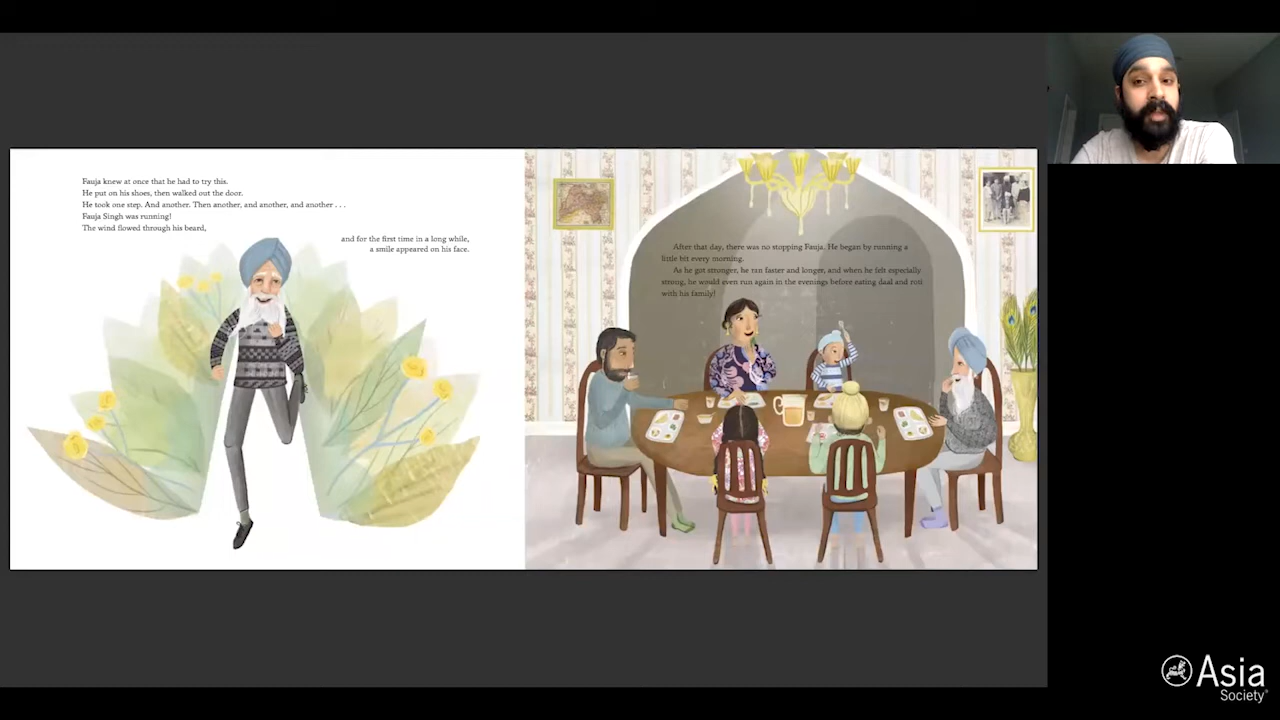 Fauja knew at once that he had to try this.
He put on his shoes, then walked out the door.
He took one step. And another. Then another, and another, and another . . .
Fauja Singh was running!
The wind flowed through his beard,
and for the first time in a long while,
a smile appeared on his face.
After that day, there was no stopping Fauja. He began by running a
little bit every morning.
As he got stronger, he ran faster and longer, and when he felt especially
strong, he would even run again in the evenings before eating daal and roti
with his family!
Asia
Society